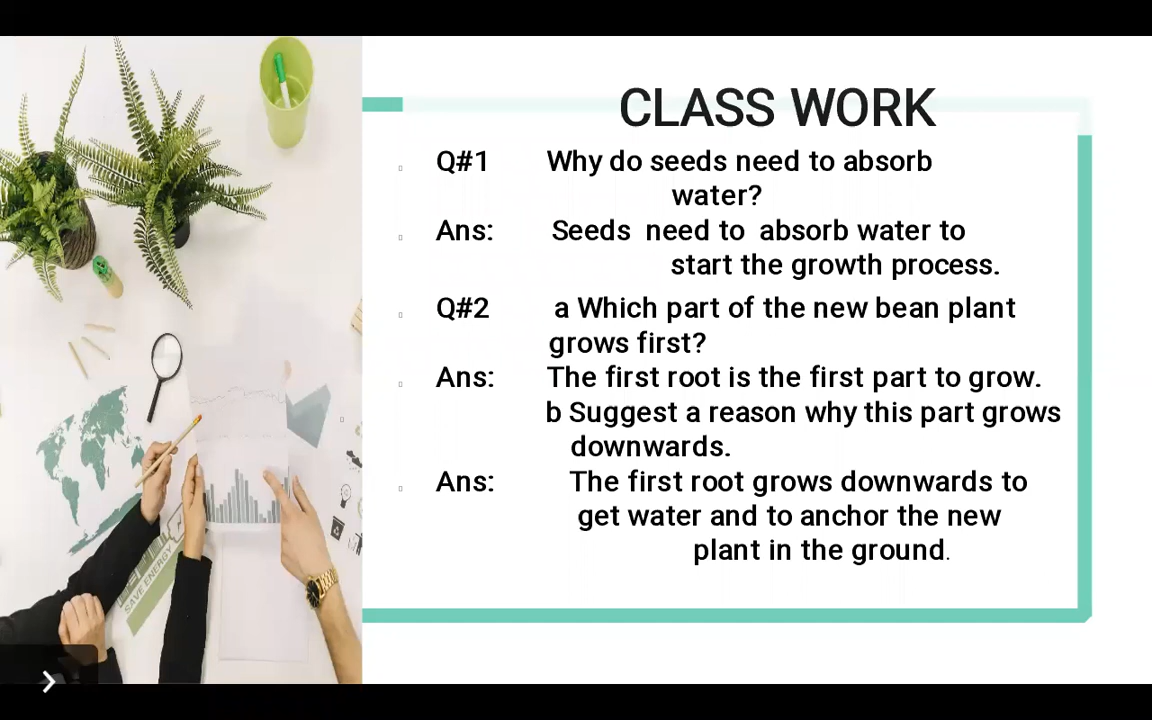 CLASS WORK
Q#1 Why do seeds need to absorb
water?
Ans: Seeds need to absorb water to
start the growth process.
Q#2 a Which part of the new bean plant
grows first?
Ans: The first root is the first part to grow.
b Suggest a reason why this part grows
downwards.
Ans: The first root grows downwards to
get water and to anchor the new
plant in the ground.
SAVE ENERGY